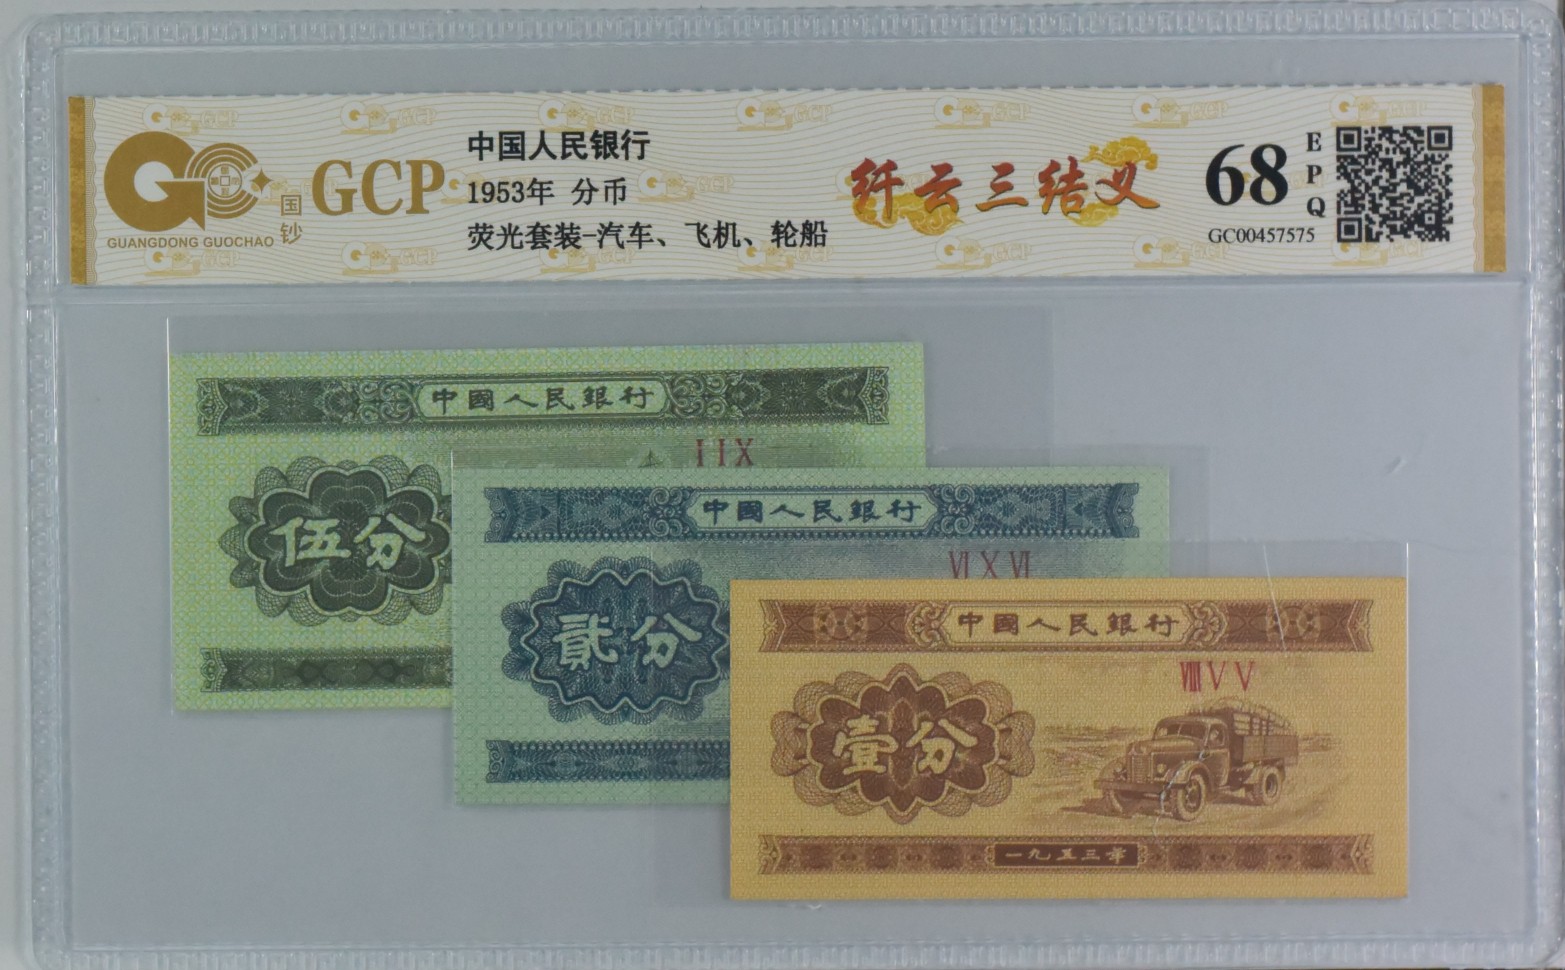 中国人民银行
1953年 分币
荧光套装-汽车、飞机、轮船
GCP
国钞
GUANGDONG GUOCHAO
纤云三结义
68
EPQ
GC00457575
中國人民銀行
IIX
伍分
中國人民銀行
VI X VI
貳分
中國人民銀行
VIII V V
壹分
一九五三年